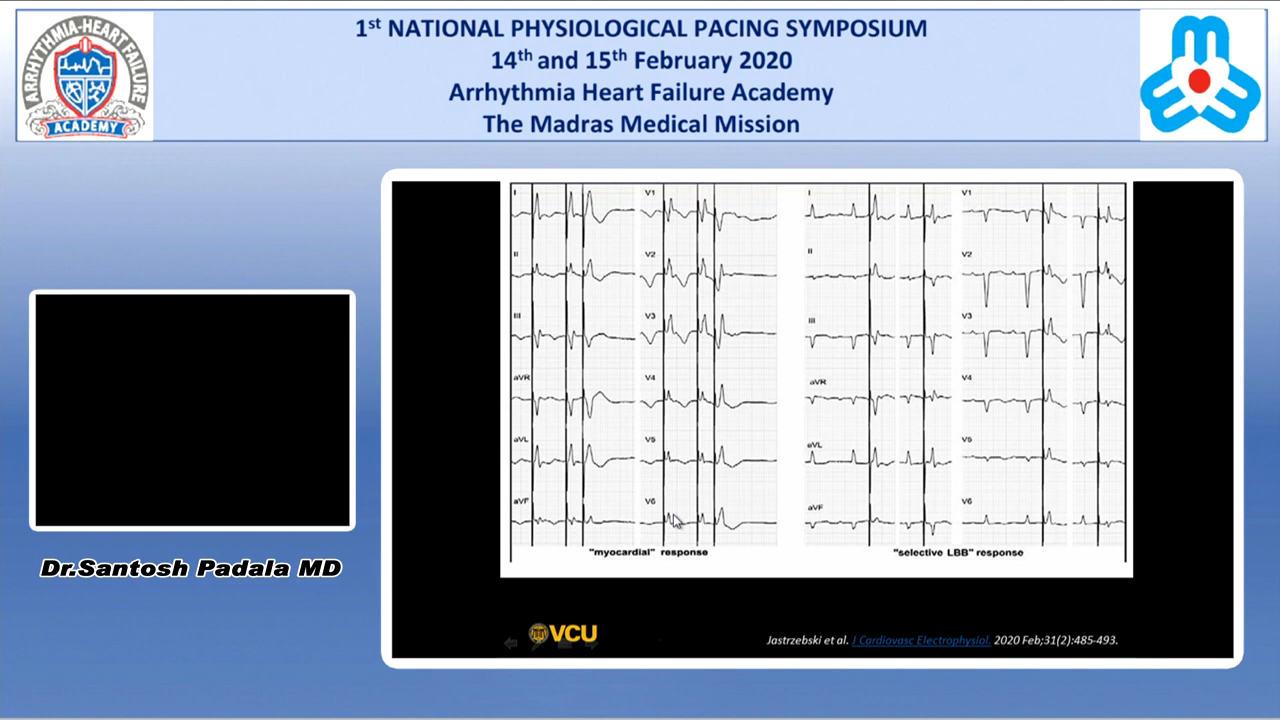 1st NATIONAL PHYSIOLOGICAL PACING SYMPOSIUM
14th and 15th February 2020
Arrhythmia Heart Failure Academy
The Madras Medical Mission
ARRHYTHMIA-HEART FAILURE
ACADEMY
I V1 I V1
II V2 II V2
III V3 III V3
aVR V4 aVR V4
aVL V5 aVL V5
aVF V6 aVF V6
"myocardial" response
"selective LBB" response
Dr.Santosh Padala MD
VCU
Jastrzebski et al. J Cardiovasc Electrophysiol. 2020 Feb;31(2):485-493.